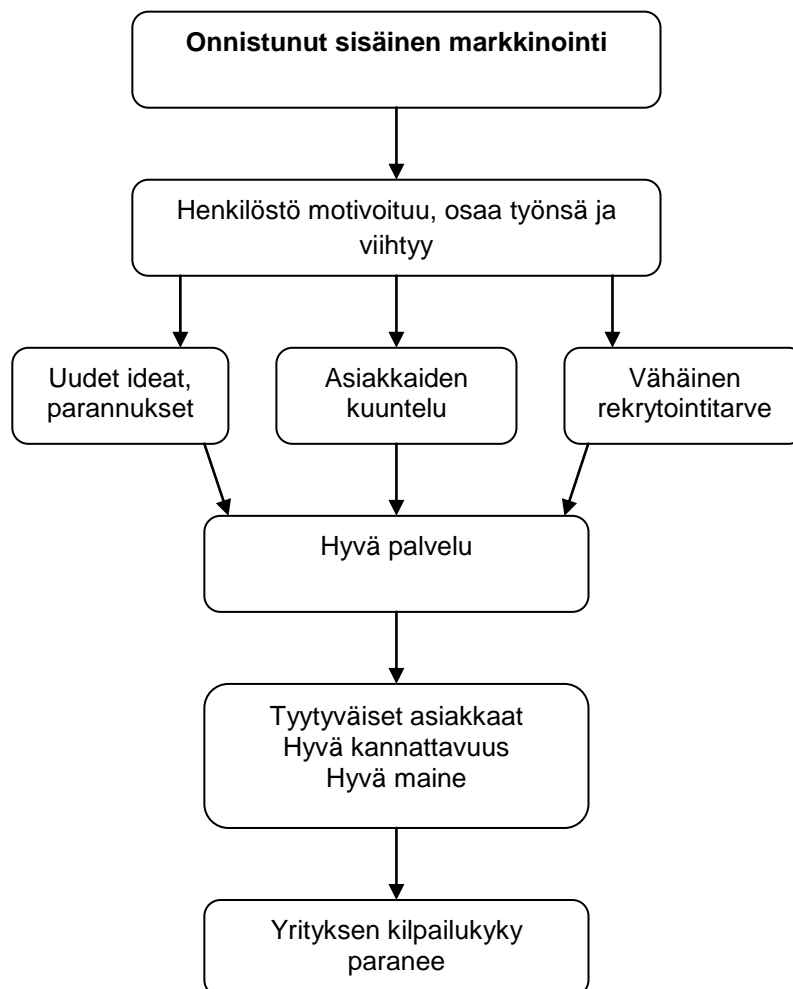 Onnistunut sisäinen markkinointi
Henkilöstö motivoituu, osaa työnsä ja
viihtyy
Uudet ideat,
parannukset
Asiakkaiden
kuuntelu
Vähäinen
rekrytointitarve
Hyvä palvelu
Tyytyväiset asiakkaat
Hyvä kannattavuus
Hyvä maine
Yrityksen kilpailukyky
paranee